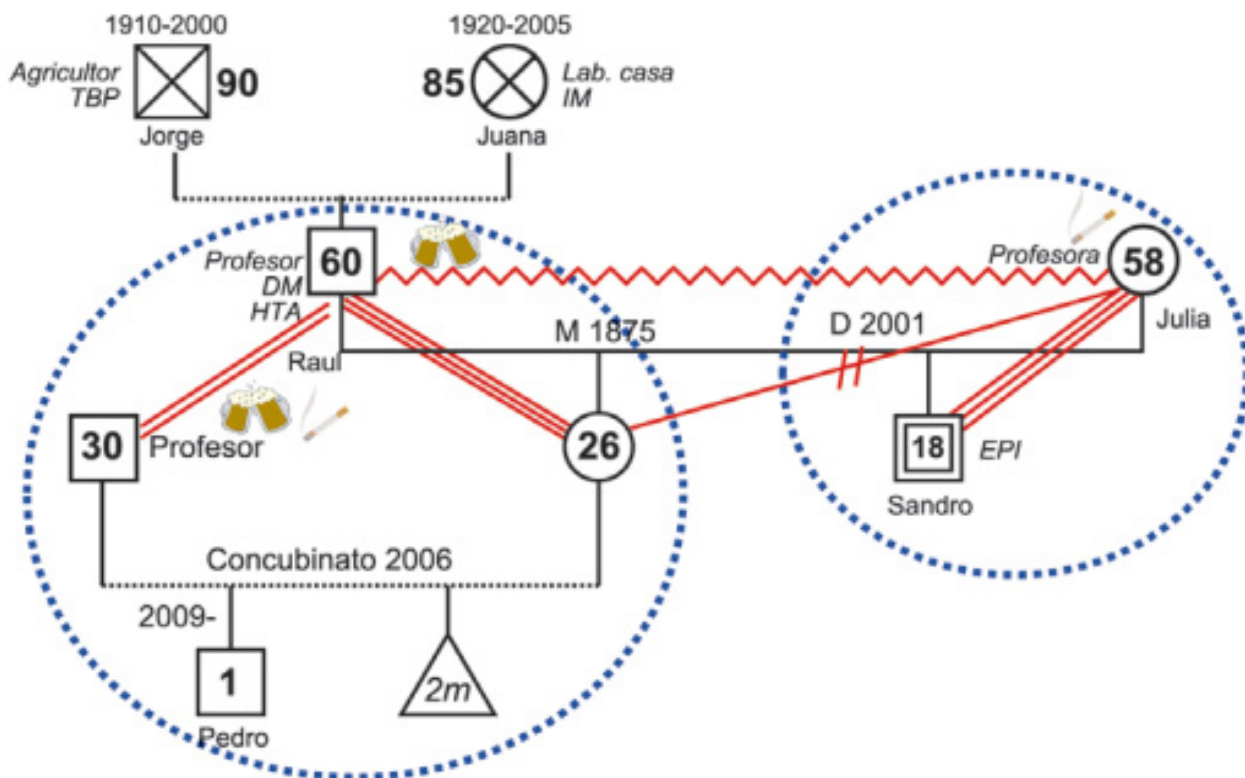 1910-2000
1920-2005
Agricultor
TBP
90
85
Lab. casa
IM
Jorge
Juana
Profesor
DM
HTA
60
Profesora
58
M 1875
D 2001
Julia
Raul
30
Profesor
26
18
EPI
Sandro
Concubinato 2006
2009-
1
2m
Pedro